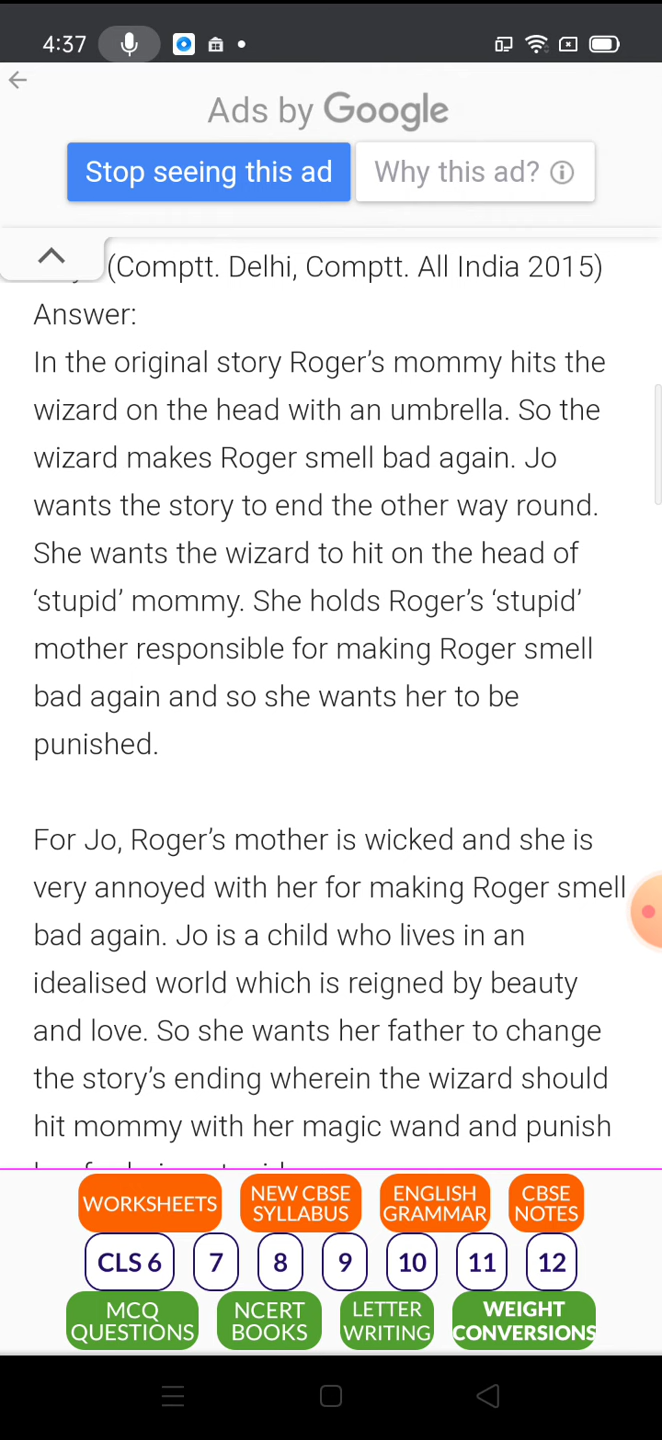 4:37
Ads by Google
Stop seeing this ad
Why this ad?
(Comptt. Delhi, Comptt. All India 2015)
Answer:
In the original story Roger’s mommy hits the
wizard on the head with an umbrella. So the
wizard makes Roger smell bad again. Jo
wants the story to end the other way round.
She wants the wizard to hit on the head of
‘stupid’ mommy. She holds Roger’s ‘stupid’
mother responsible for making Roger smell
bad again and so she wants her to be
punished.
For Jo, Roger’s mother is wicked and she is
very annoyed with her for making Roger smell
bad again. Jo is a child who lives in an
idealised world which is reigned by beauty
and love. So she wants her father to change
the story’s ending wherein the wizard should
hit mommy with her magic wand and punish
WORKSHEETS
NEW CBSE SYLLABUS
ENGLISH GRAMMAR
CBSE NOTES
CLS 6 7 8 9 10 11 12
MCQ QUESTIONS
NCERT BOOKS
LETTER WRITING
WEIGHT CONVERSIONS